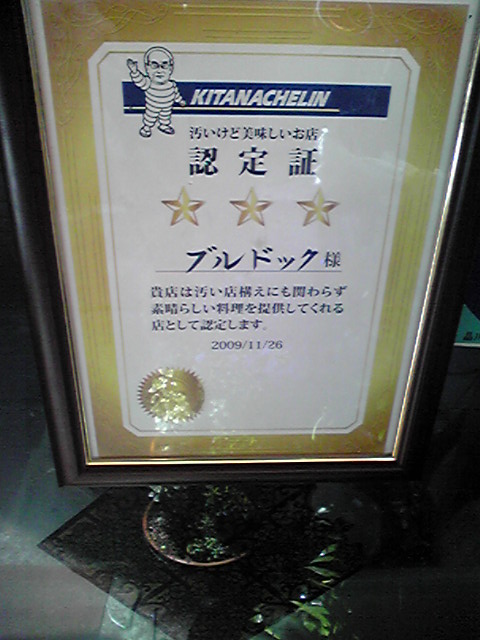 KITANACHELIN
汚いけど美味しいお店
認定証
ブルドック様
貴店は汚い店構えにも関わらず
素晴らしい料理を提供してくれる
店として認定します。
2009/11/26